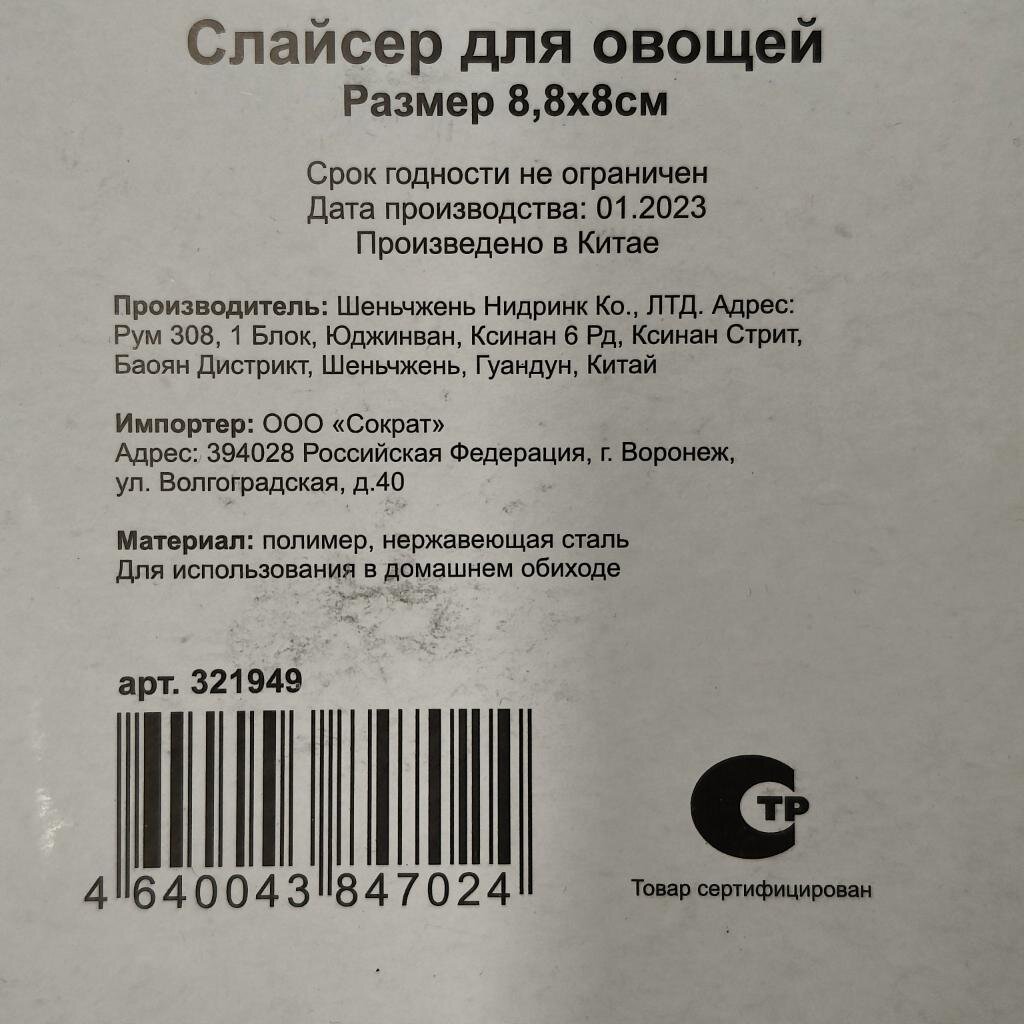 Слайсер для овощей
Размер 8,8х8см
Срок годности не ограничен
Дата производства: 01.2023
Произведено в Китае
Производитель: Шеньчжень Нидринк Ко., ЛТД. Адрес:
Рум 308, 1 Блок, Юджинван, Ксинан 6 Рд, Ксинан Стрит,
Баоян Дистрикт, Шеньчжень, Гуандун, Китай
Импортер: ООО «Сократ»
Адрес: 394028 Российская Федерация, г. Воронеж,
ул. Волгоградская, д.40
Материал: полимер, нержавеющая сталь
Для использования в домашнем обиходе
арт. 321949
4 640043 847024
СТР
Товар сертифицирован